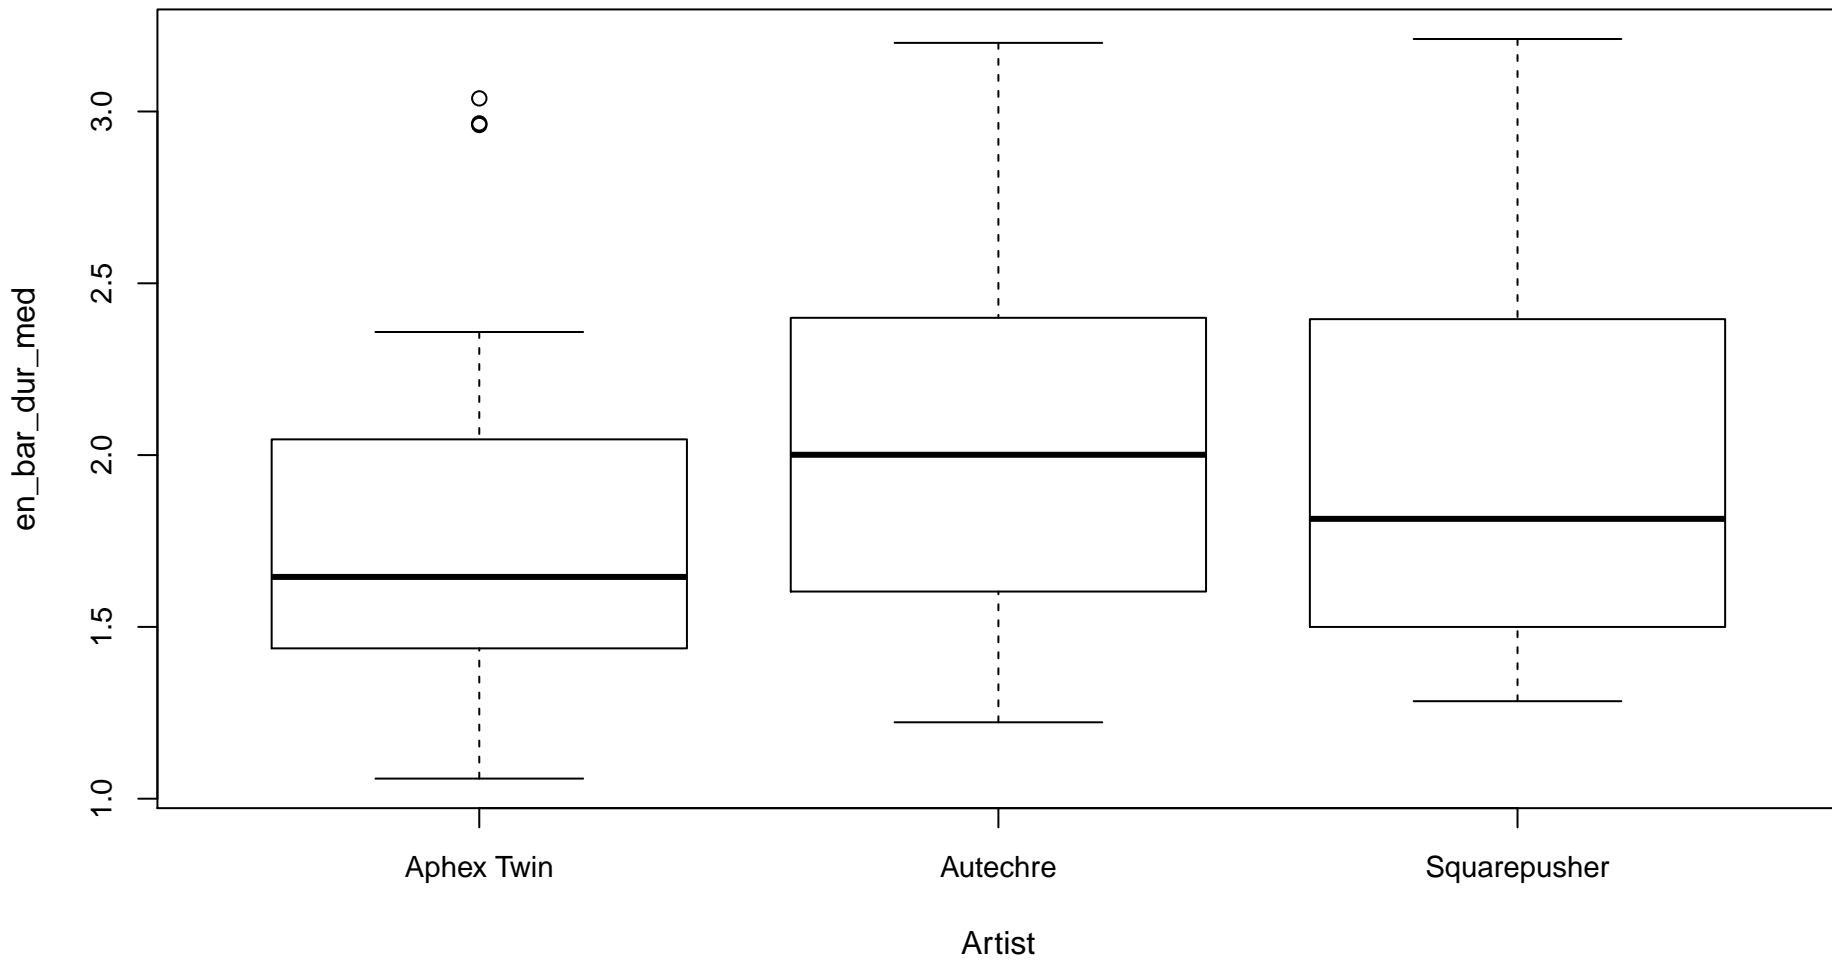 en_bar_dur_med
3.0
2.5
2.0
1.5
1.0
Aphex Twin
Autechre
Squarepusher
Artist